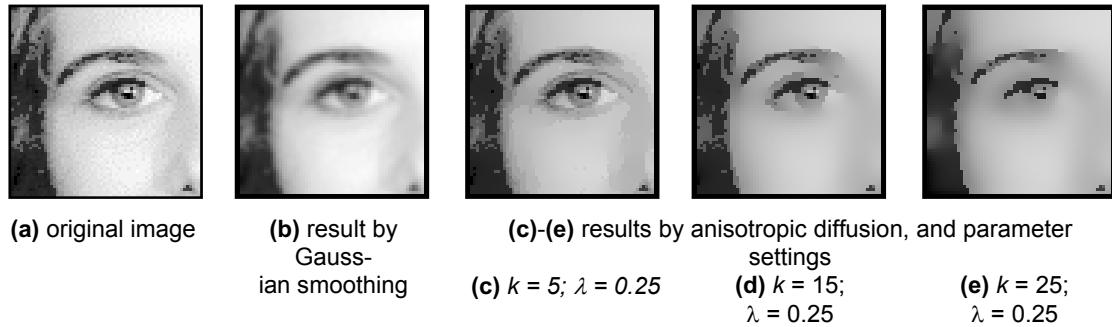 (a) original image
(b) result by
Gauss-
ian smoothing
(c)-(e) results by anisotropic diffusion, and parameter
settings
(c) k = 5; λ = 0.25
(d) k = 15;
λ = 0.25
(e) k = 25;
λ = 0.25